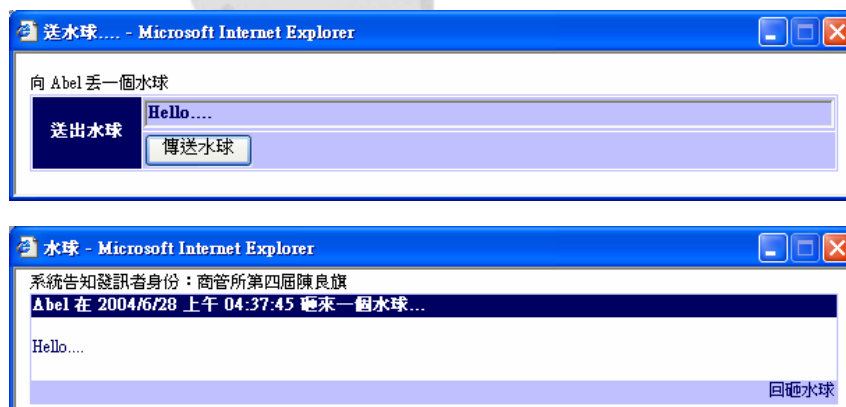 送水球.... - Microsoft Internet Explorer
向 Abel 丟一個水球
送出水球
Hello....
傳送水球
水球 - Microsoft Internet Explorer
系統告知發訊者身份：商管所第四屆陳良旗
Abel 在 2004/6/28 上午 04:37:45 砸來一個水球...
Hello....
回砸水球